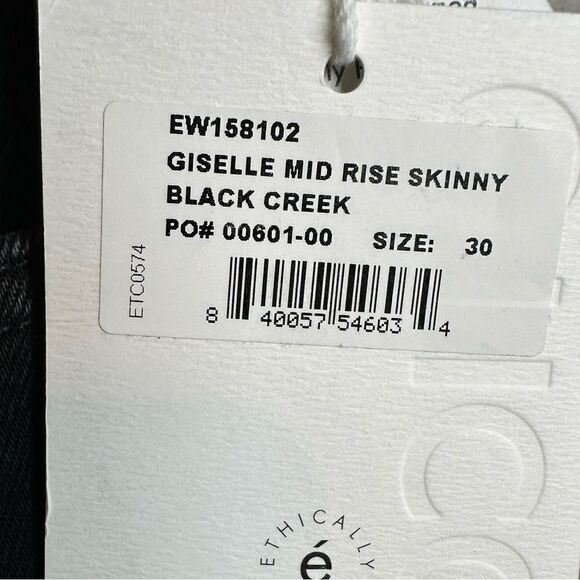 EW158102
GISELLE MID RISE SKINNY
BLACK CREEK
PO# 00601-00 SIZE: 30
ETC0574
8 40057 54603 4
ETHICALLY
é